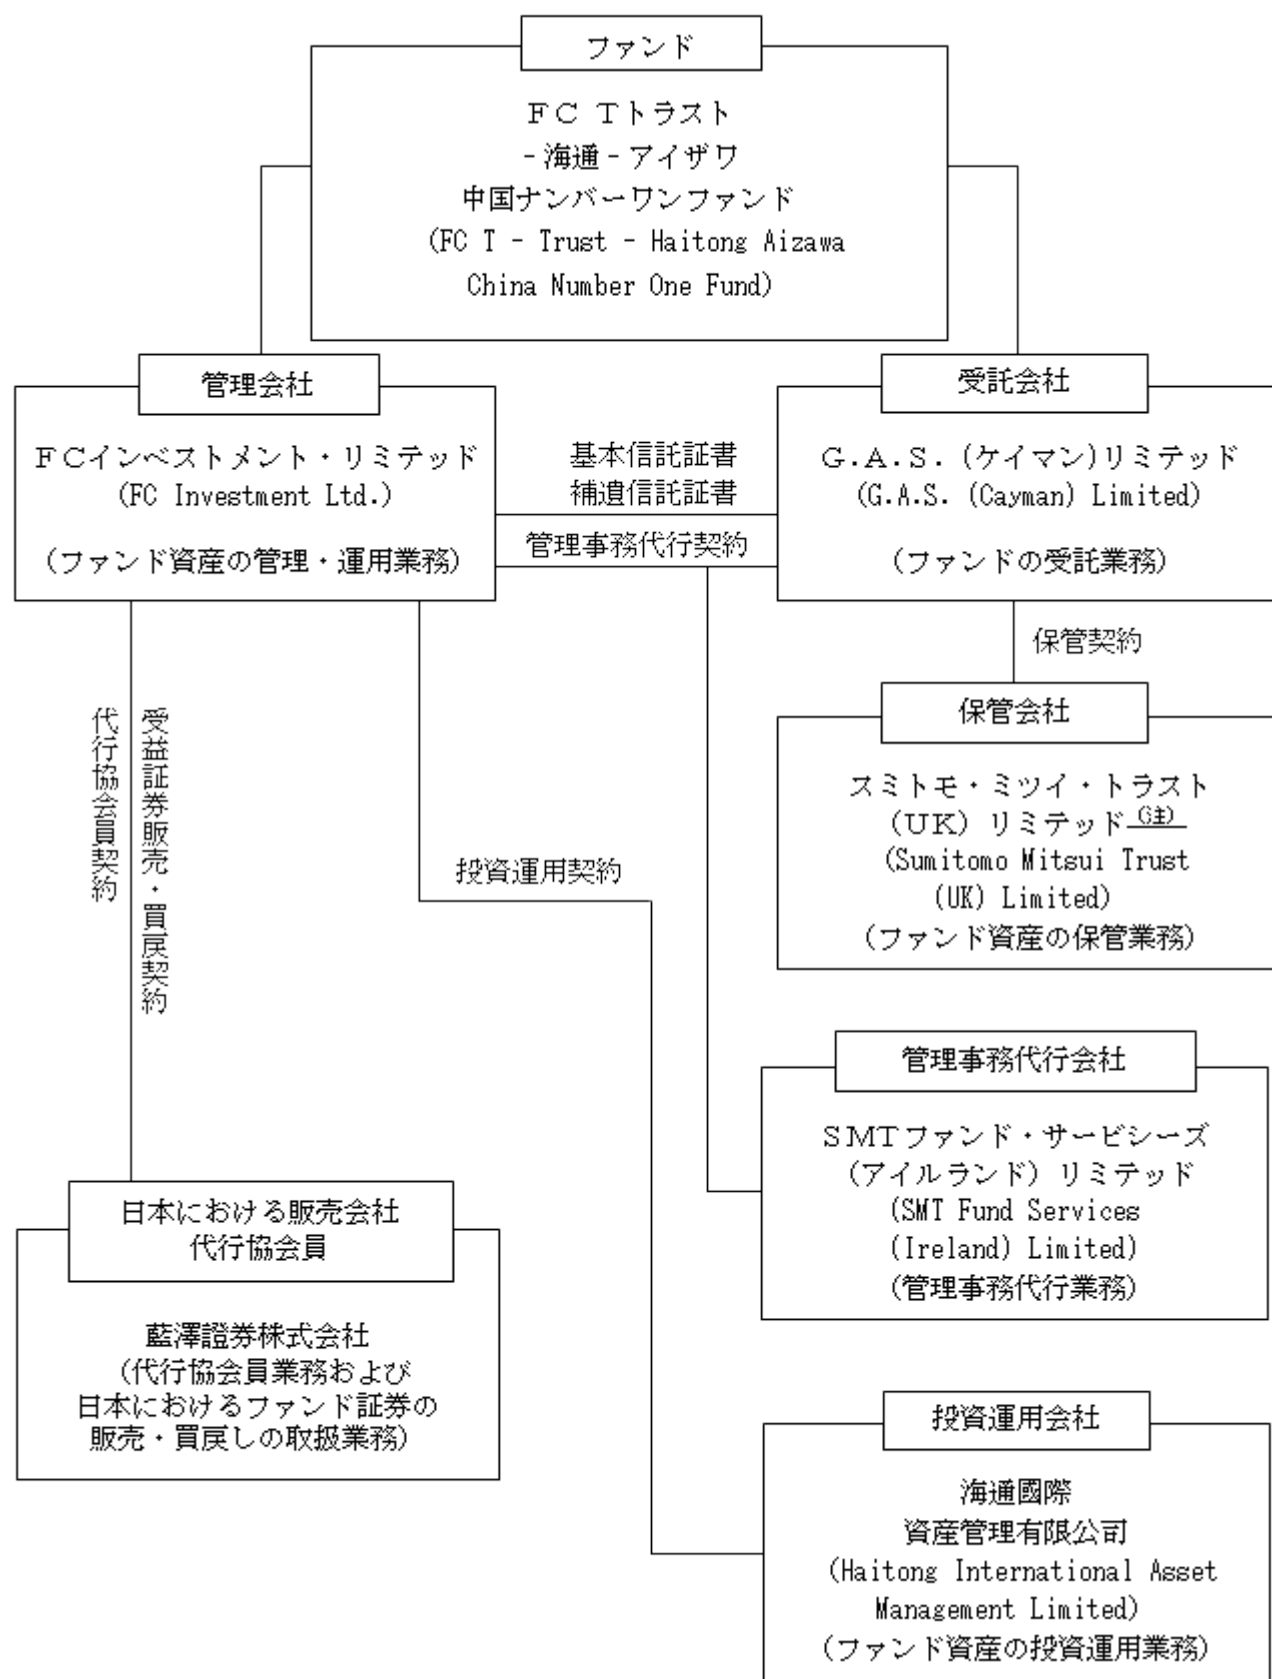 ファンド
ＦＣ Ｔトラスト
－海通－アイザワ
中国ナンバーワンファンド
(FC T - Trust - Haitong Aizawa
China Number One Fund)
管理会社
ＦＣインベストメント・リミテッド
(FC Investment Ltd.)
(ファンド資産の管理・運用業務)
基本信託証書
補遺信託証書
管理事務代行契約
受託会社
Ｇ.Ａ.Ｓ.(ケイマン)リミテッド
(G.A.S. (Cayman) Limited)
(ファンドの受託業務)
保管契約
保管会社
スミトモ・ミツイ・トラスト
(ＵＫ) リミテッド(注)
(Sumitomo Mitsui Trust
(UK) Limited)
(ファンド資産の保管業務)
代行協会員契約
受益証券販売・買戻契約
投資運用契約
管理事務代行会社
ＳＭＴファンド・サービシーズ
(アイルランド) リミテッド
(SMT Fund Services
(Ireland) Limited)
(管理事務代行業務)
日本における販売会社
代行協会員
藍澤證券株式会社
(代行協会員業務および
日本におけるファンド証券の
販売・買戻しの取扱業務)
投資運用会社
海通國際
資産管理有限公司
(Haitong International Asset
Management Limited)
(ファンド資産の投資運用業務)